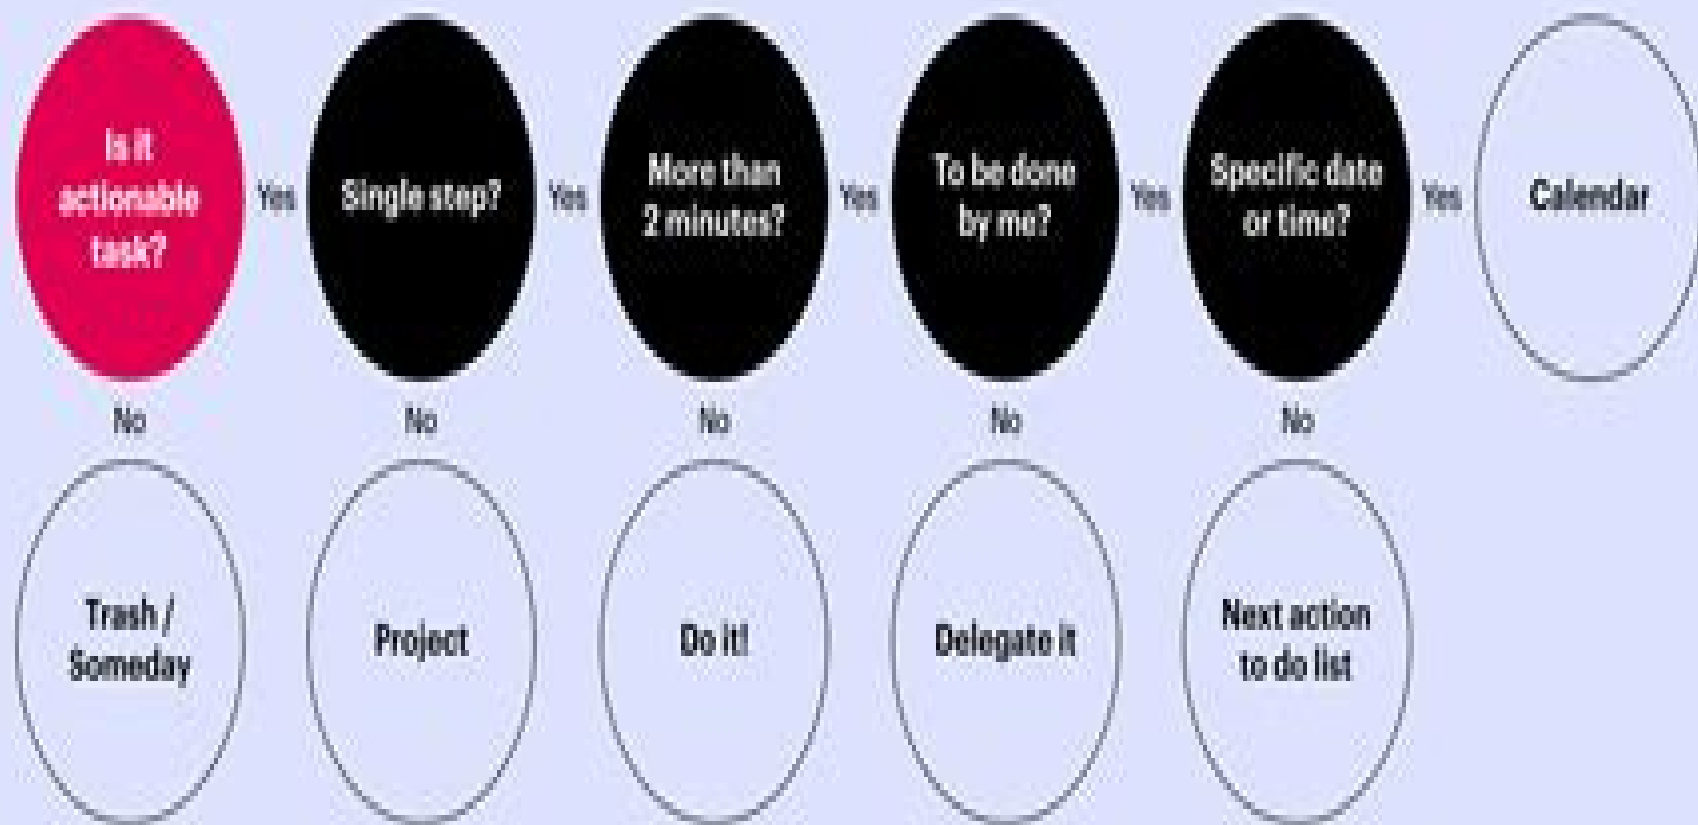 Is it
actionable
task?
Yes
Single step?
Yes
More than
2 minutes?
Yes
To be done
by me?
Yes
Specific date
or time?
Yes
Calendar
No
No
No
No
No
Trash /
Someday
Project
Do it!
Delegate it
Next action
to do list